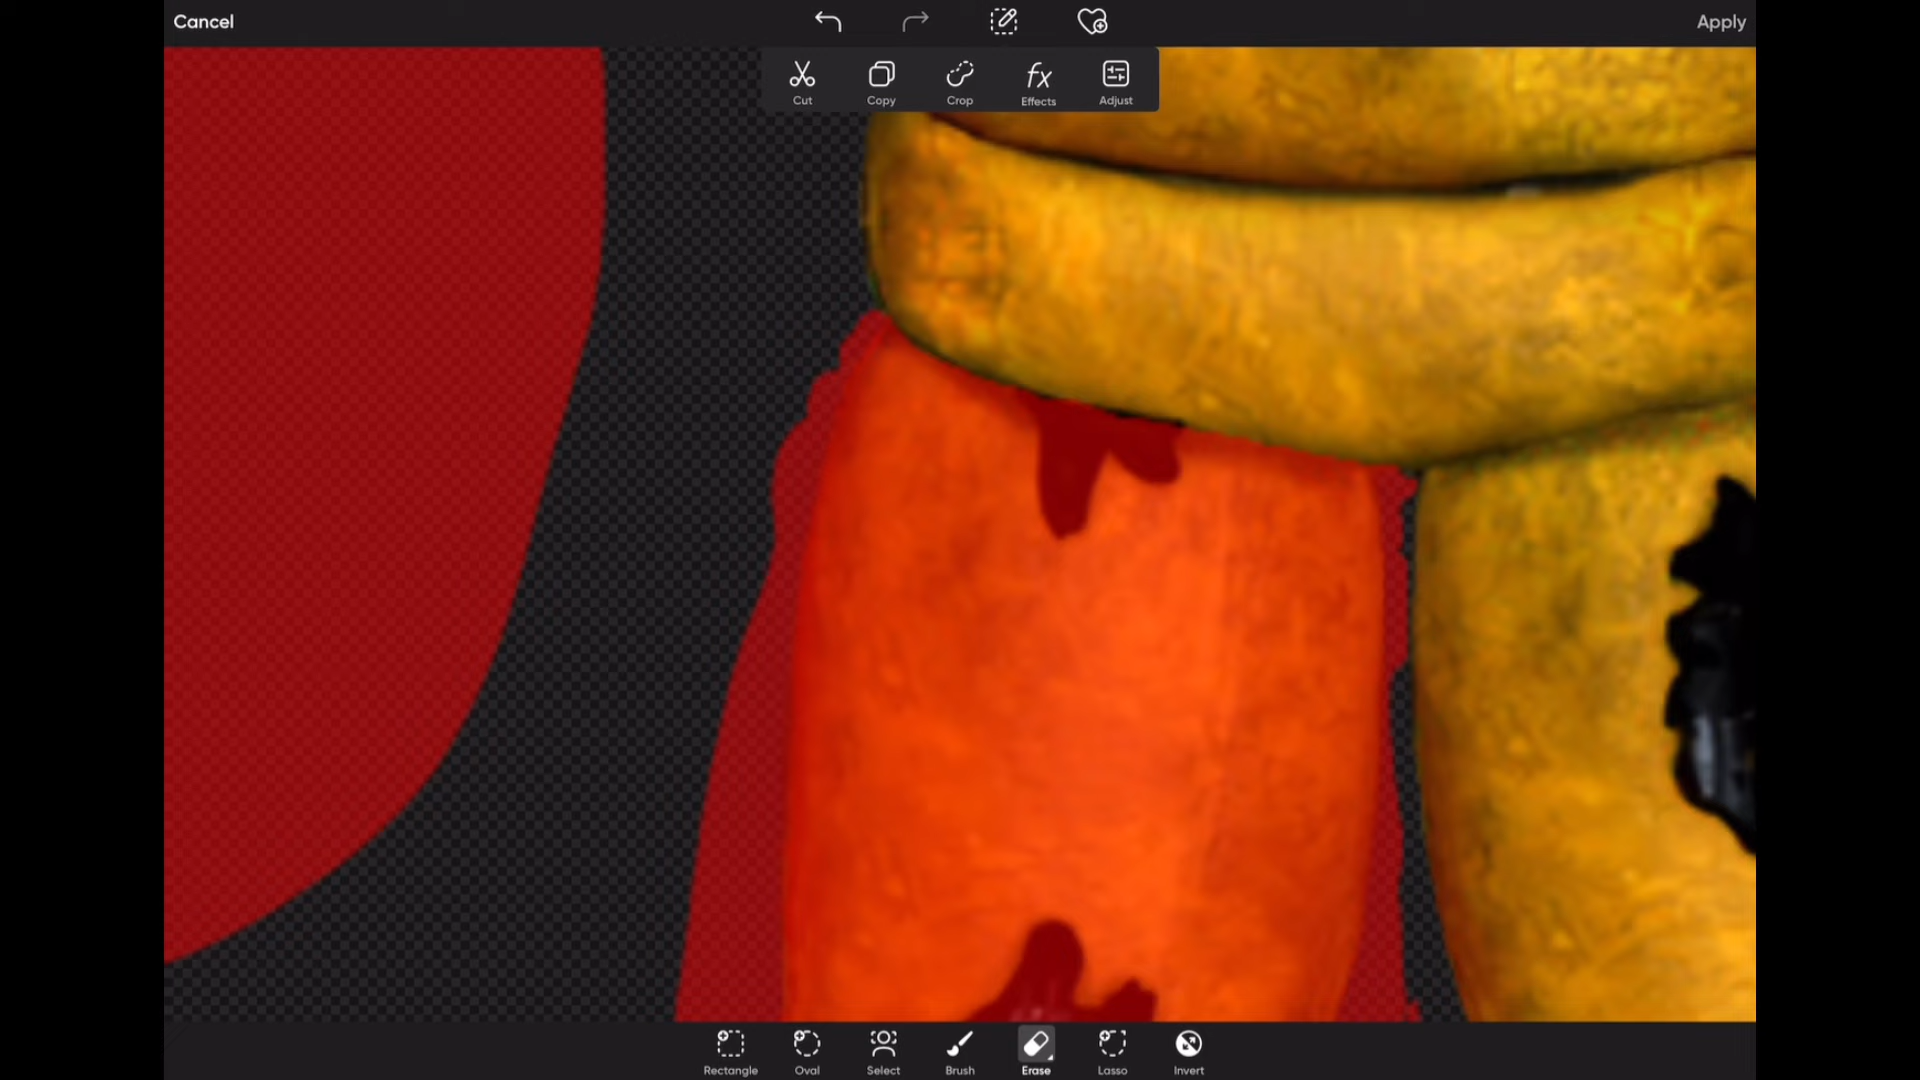 Cancel
Apply
Cut
Copy
Crop
fx
Effects
Adjust
Rectangle
Oval
Select
Brush
Erase
Lasso
Invert